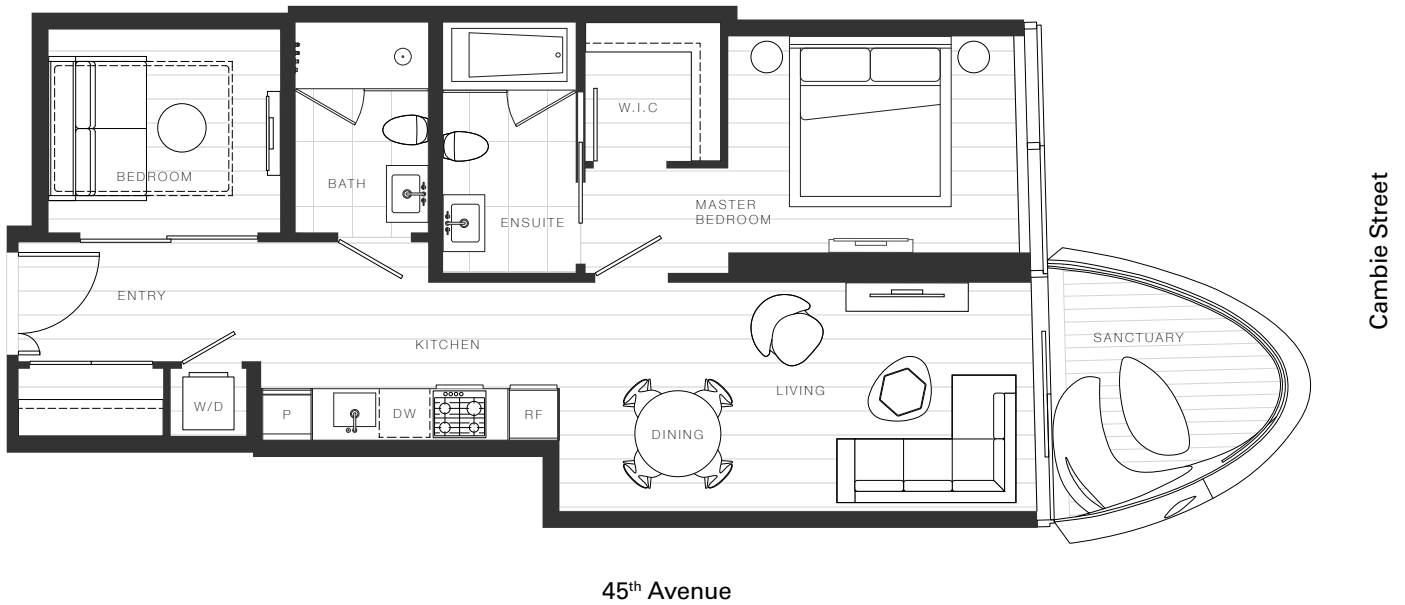 W.I.C
BEDROOM
BATH
MASTER
BEDROOM
ENSUITE
ENTRY
KITCHEN
SANCTUARY
LIVING
W/D
P
DW
RF
DINING
Cambie Street
45th Avenue